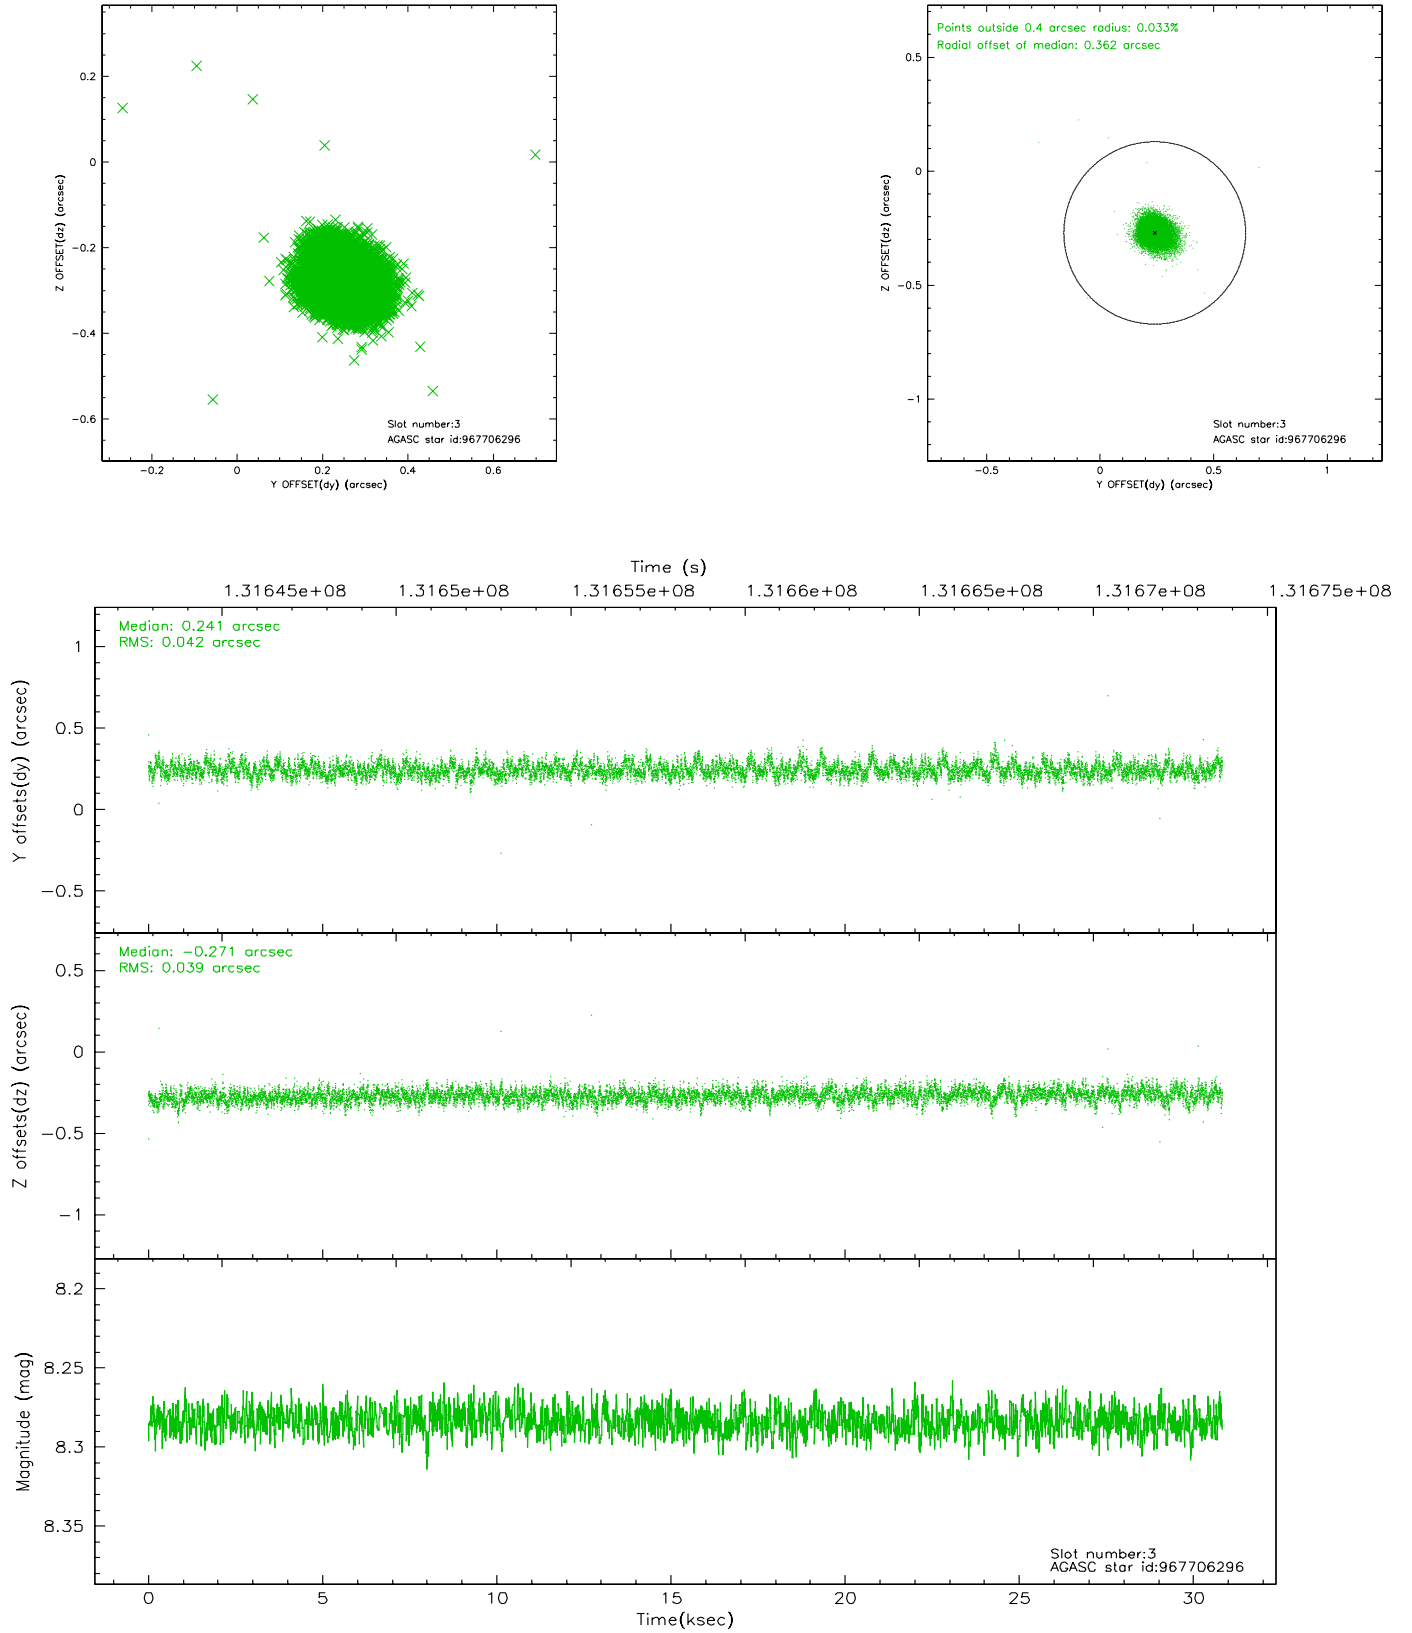 0.2
0
−0.2
−0.4
−0.6
Z OFFSET(dz) (arcsec)
Slot number:3
AGASC star id:967706296
−0.2
0
0.2
0.4
0.6
Y OFFSET(dy) (arcsec)
Points outside 0.4 arcsec radius: 0.033%
Radial offset of median: 0.362 arcsec
0.5
0
−0.5
−1
Z OFFSET(dz) (arcsec)
Slot number:3
AGASC star id:967706296
−0.5
0
0.5
1
Y OFFSET(dy) (arcsec)
Time (s)
1.31645e+08
1.3165e+08
1.31655e+08
1.3166e+08
1.31665e+08
1.3167e+08
1.31675e+08
Median: 0.241 arcsec
RMS: 0.042 arcsec
1
0.5
0
−0.5
Y offsets(dy) (arcsec)
Median: −0.271 arcsec
RMS: 0.039 arcsec
0.5
0
−0.5
−1
Z offsets(dz) (arcsec)
8.2
8.25
8.3
8.35
Magnitude (mag)
Slot number:3
AGASC star id:967706296
0
5
10
15
20
25
30
Time(ksec)